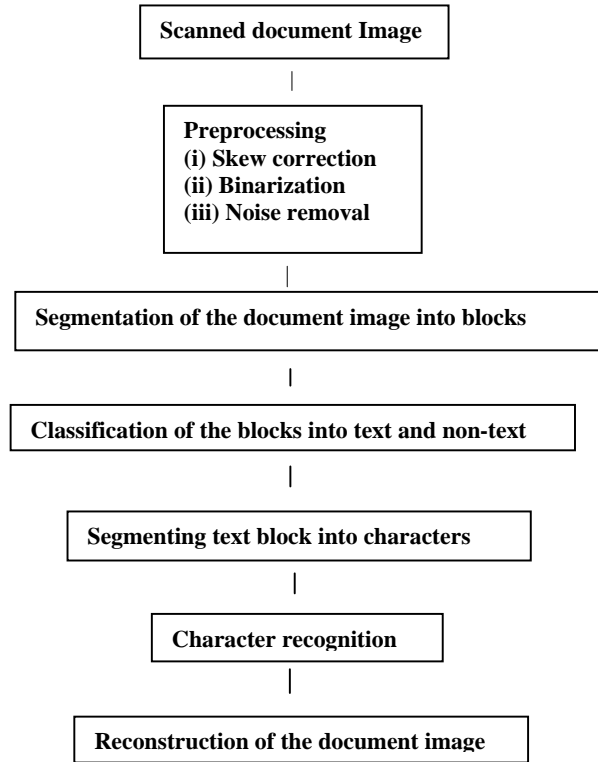 Scanned document Image
Preprocessing
(i) Skew correction
(ii) Binarization
(iii) Noise removal
Segmentation of the document image into blocks
Classification of the blocks into text and non-text
Segmenting text block into characters
Character recognition
Reconstruction of the document image